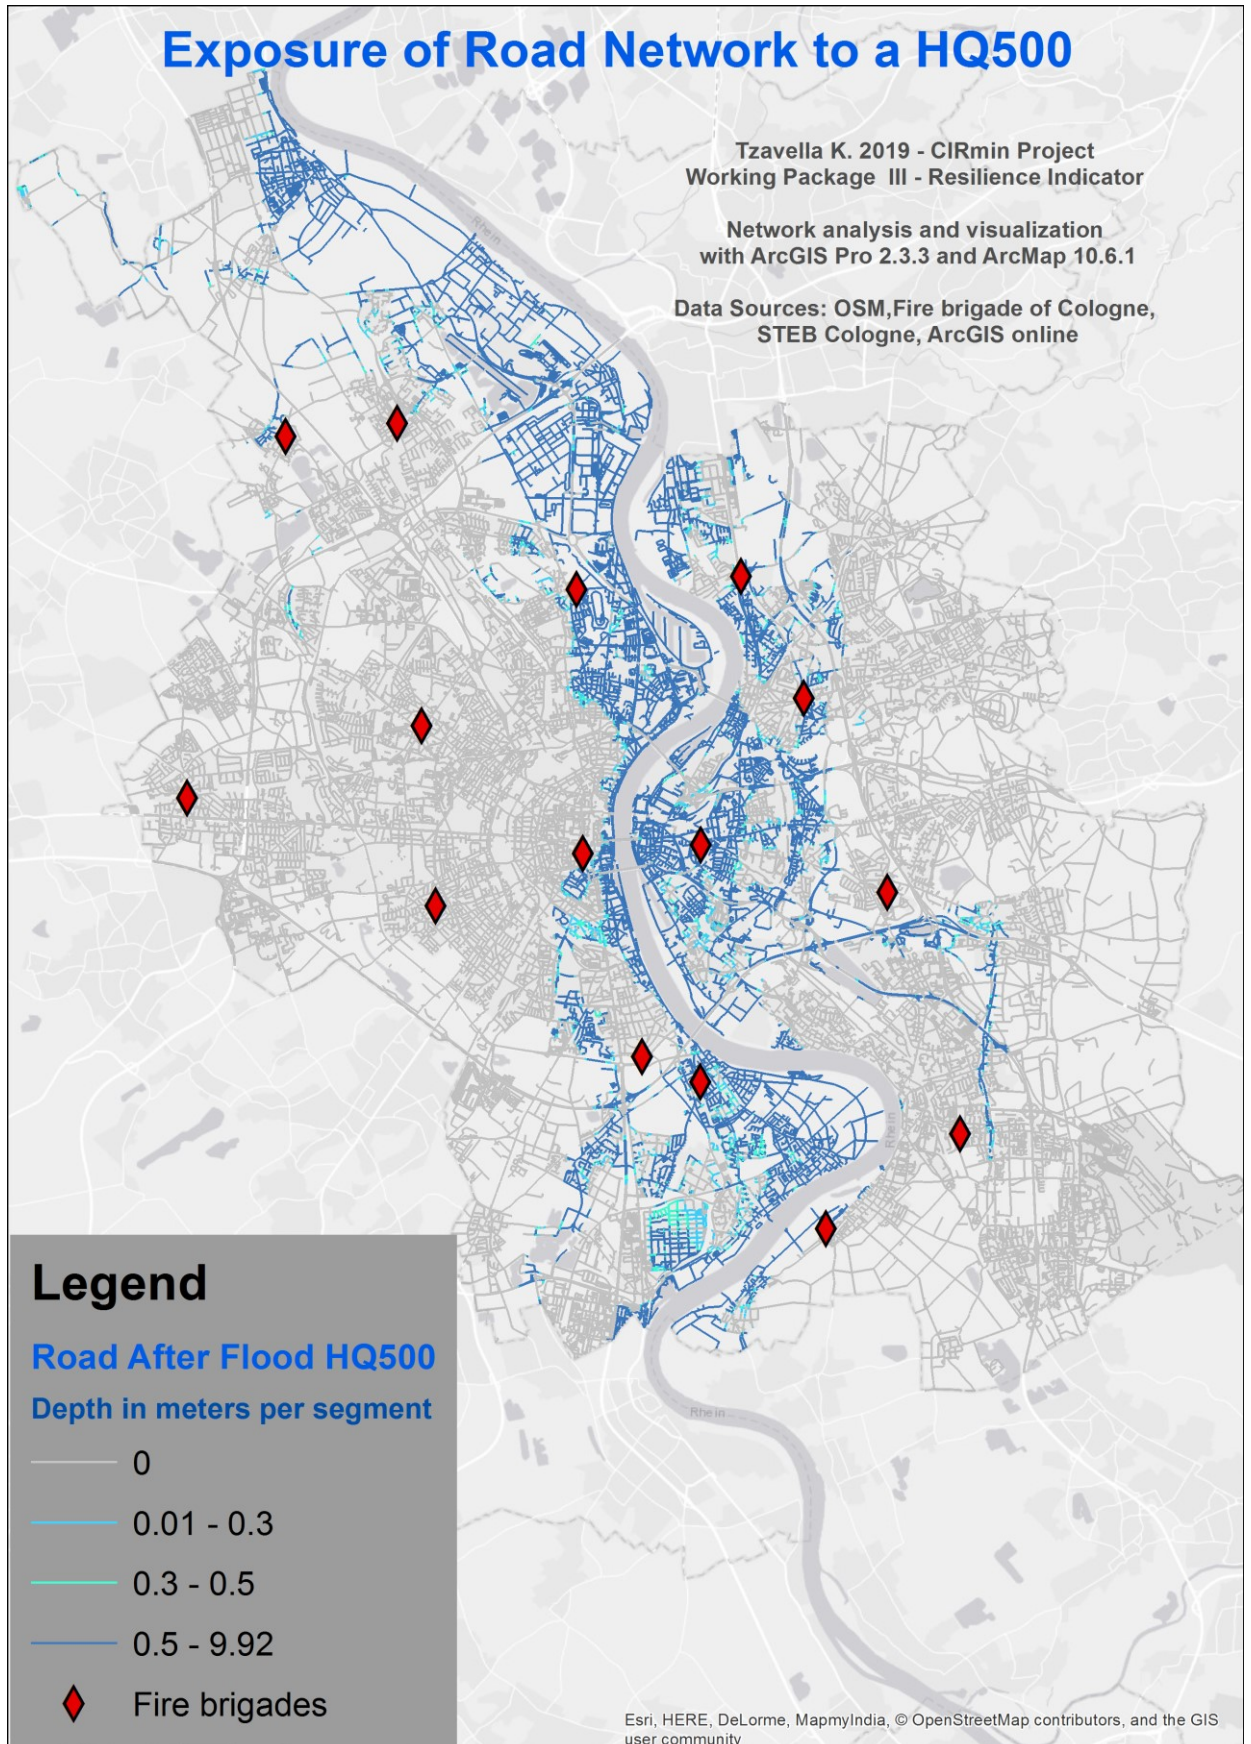 Exposure of Road Network to a HQ500
Tzavella K. 2019 - CIRmin Project
Working Package III - Resilience Indicator
Network analysis and visualization
with ArcGIS Pro 2.3.3 and ArcMap 10.6.1
Data Sources: OSM,Fire brigade of Cologne,
STEB Cologne, ArcGIS online
Rhein
Rhein
Rhein
Legend
Road After Flood HQ500
Depth in meters per segment
0
0.01 - 0.3
0.3 - 0.5
0.5 - 9.92
Fire brigades
Esri, HERE, DeLorme, MapmyIndia, © OpenStreetMap contributors, and the GIS
user community